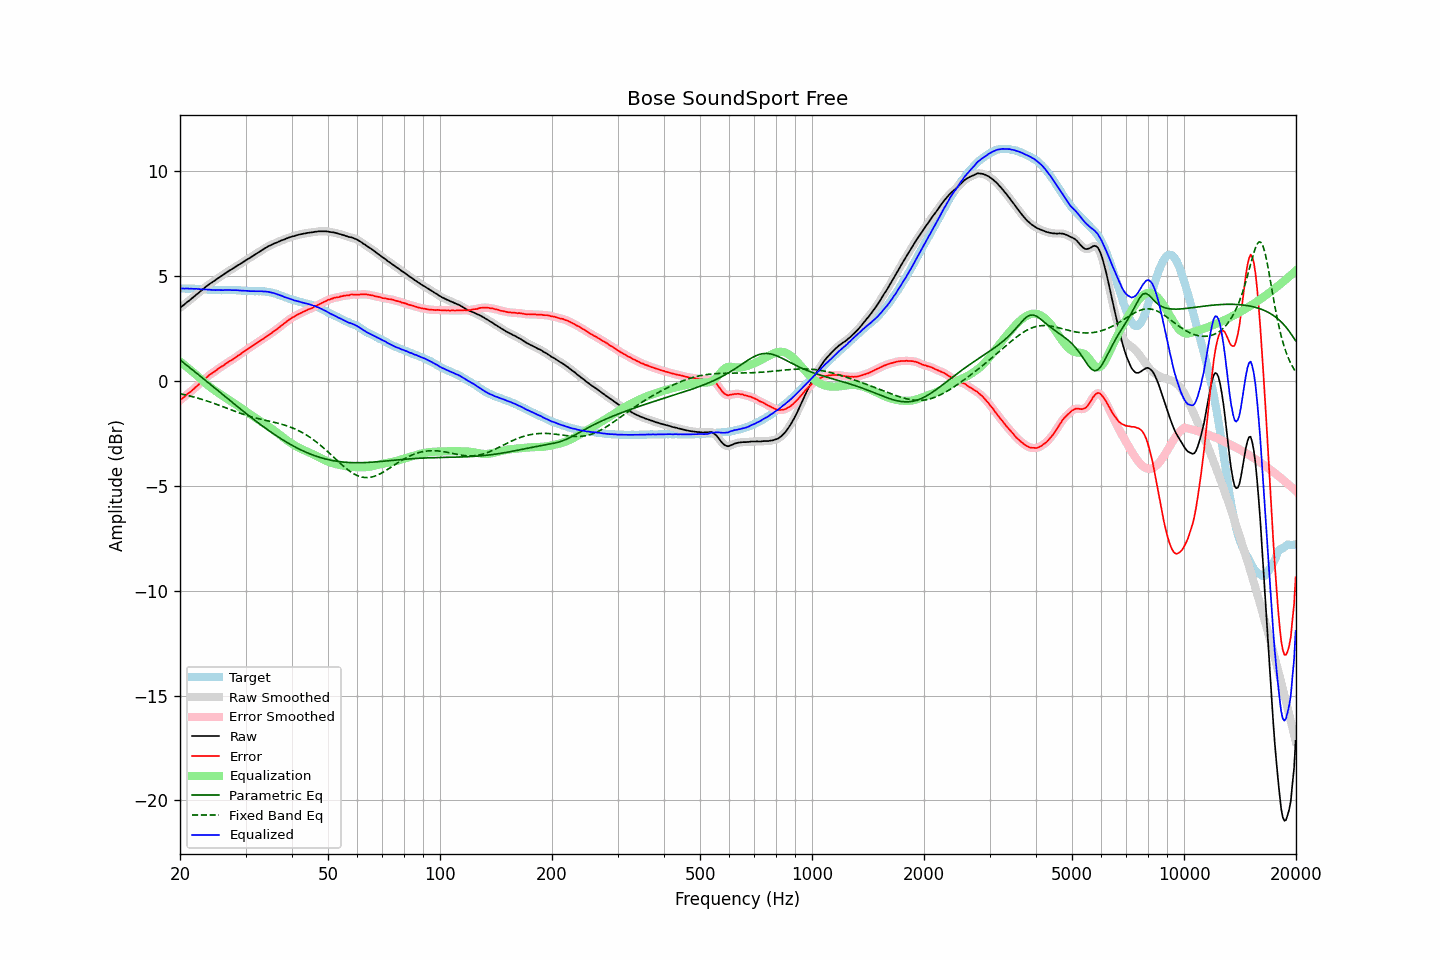 Bose SoundSport Free
10
5
0
−5
−10
−15
−20
Amplitude (dBr)
Target
Raw Smoothed
Error Smoothed
Raw
Error
Equalization
Parametric Eq
Fixed Band Eq
Equalized
20 50 100 200 500 1000 2000 5000 10000 20000
Frequency (Hz)